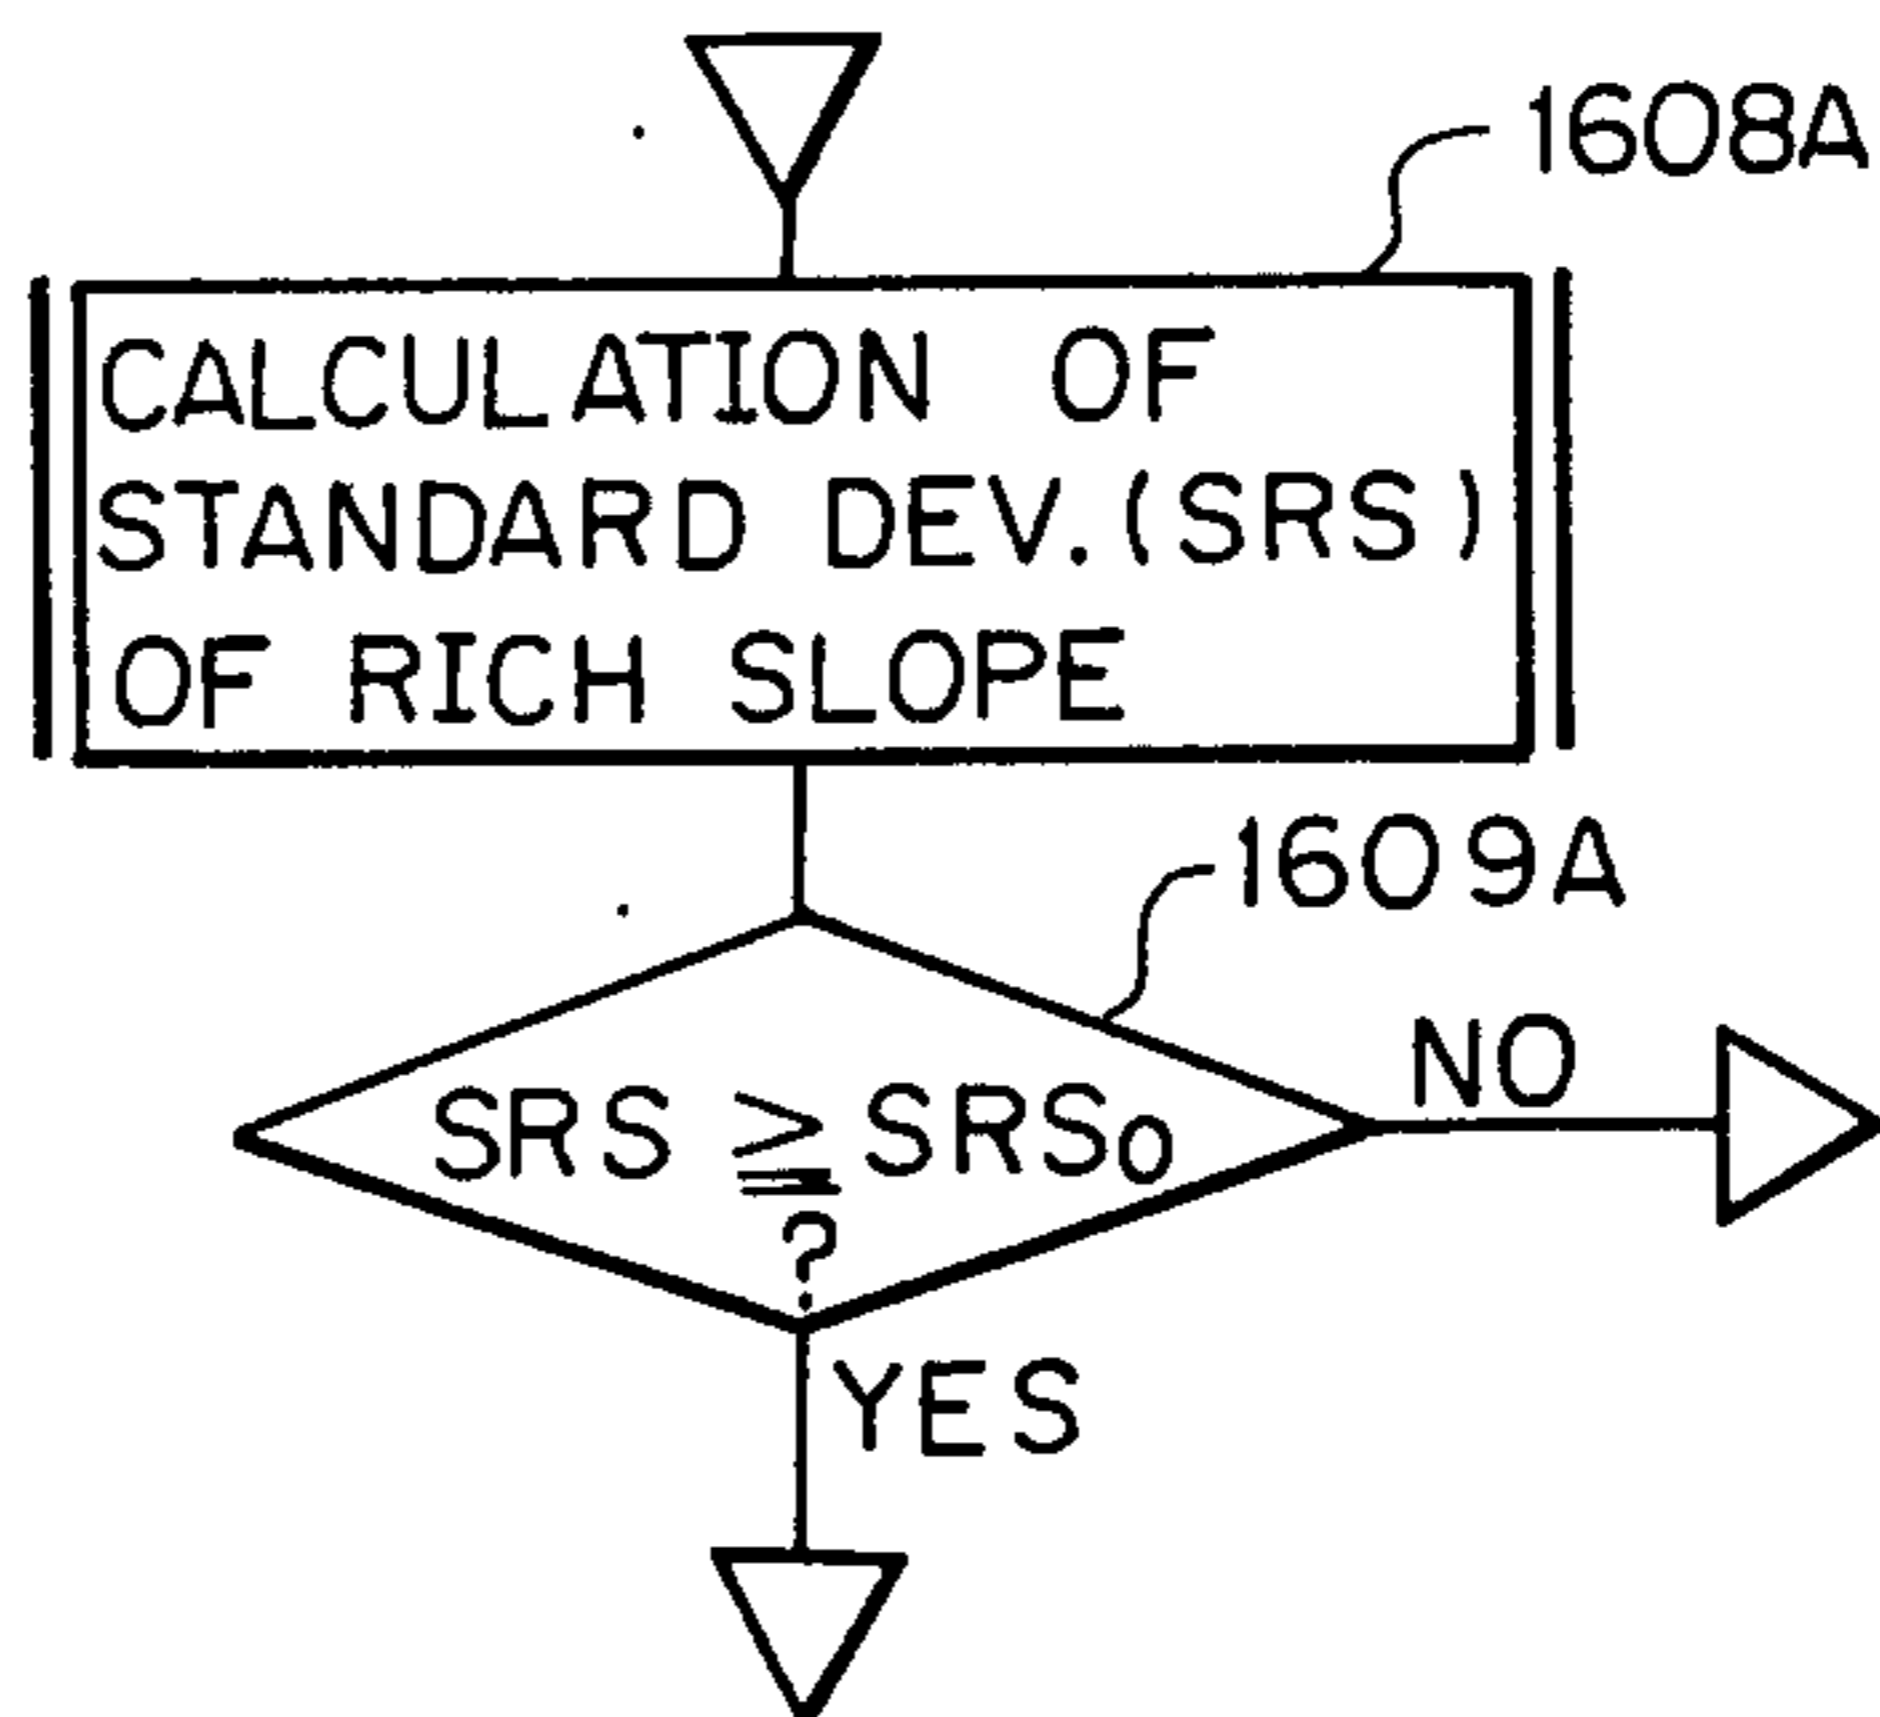 1608A
CALCULATION OF
STANDARD DEV.(SRS)
OF RICH SLOPE
1609A
SRS ≧ SRS₀
?
NO
YES